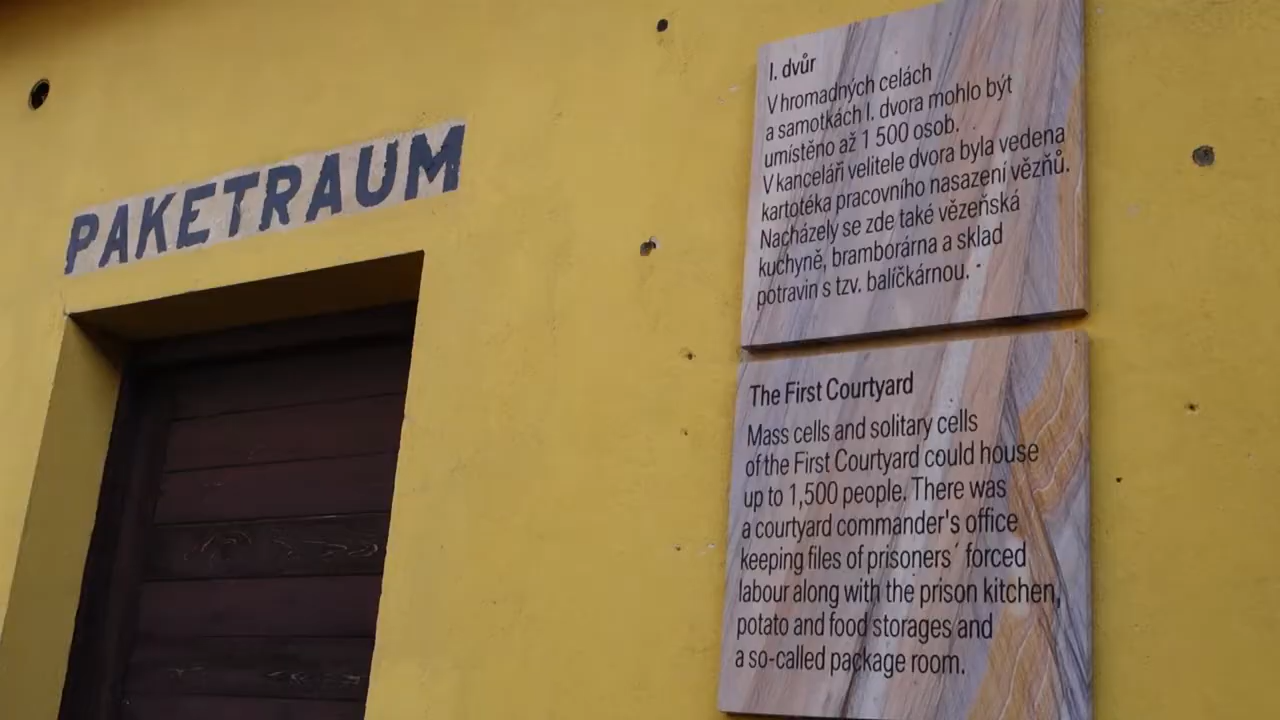 PAKETRAUM
I. dvůr
V hromadných celách
a samotkách I. dvora mohlo být
umístěno až 1 500 osob.
V kanceláři velitele dvora byla vedena
kartotéka pracovního nasazení vězňů.
Nacházely se zde také vězeňská
kuchyně, bramborárna a sklad
potravin s tzv. balíčkárnou.
The First Courtyard
Mass cells and solitary cells
of the First Courtyard could house
up to 1,500 people. There was
a courtyard commander's office
keeping files of prisoners´ forced
labour along with the prison kitchen,
potato and food storages and
a so-called package room.